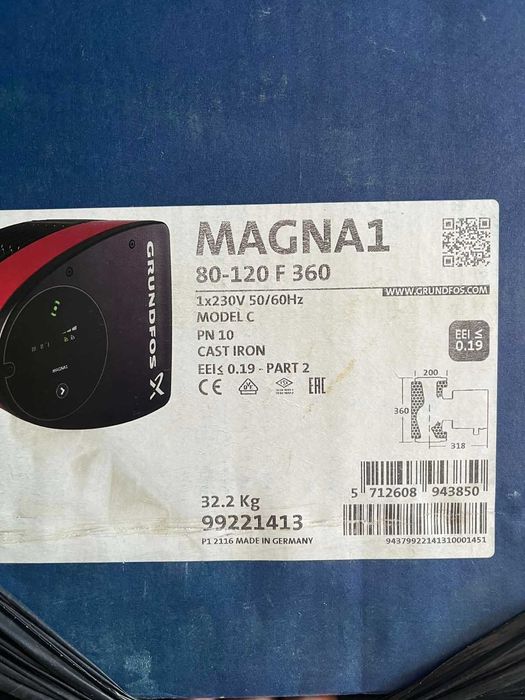 MAGNA1
80-120 F 360
WWW.GRUNDFOS.COM
1x230V 50/60Hz
MODEL C
PN 10
CAST IRON
EEI≤ 0.19 - PART 2
EEI ≤
0.19
CE
EAC
GRUNDFOS
MAGNA1
200
360
318
5 712608 943850
32.2 Kg
99221413
P1 2116 MADE IN GERMANY
94379922141310001451